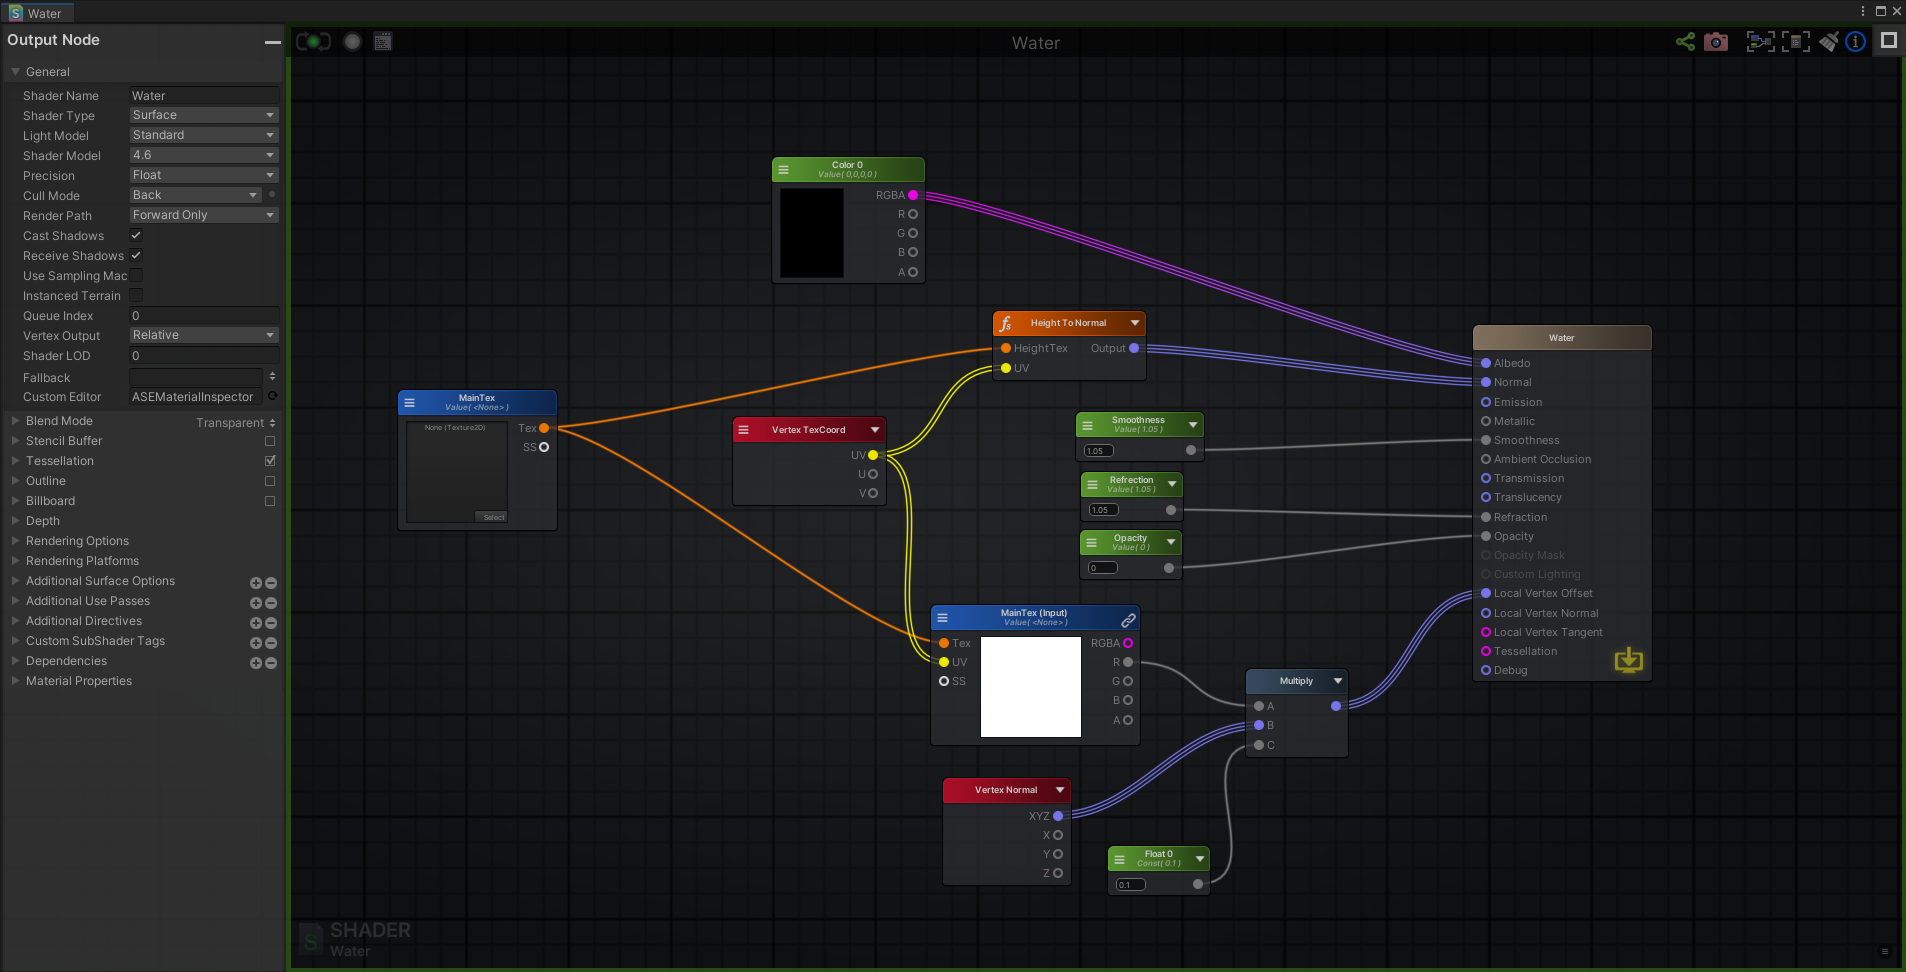 Water
Output Node
General
Shader Name Water
Shader Type Surface
Light Model Standard
Shader Model 4.6
Precision Float
Cull Mode Back
Render Path Forward Only
Cast Shadows
Receive Shadows
Use Sampling Mac
Instanced Terrain
Queue Index 0
Vertex Output Relative
Shader LOD 0
Fallback
Custom Editor ASEMaterialInspector
Blend Mode Transparent
Stencil Buffer
Tessellation
Outline
Billboard
Depth
Rendering Options
Rendering Platforms
Additional Surface Options
Additional Use Passes
Additional Directives
Custom SubShader Tags
Dependencies
Material Properties
Water
Color 0
Value( 0,0,0,0 )
RGBA
R
G
B
A
Height To Normal
HeightTex Output
UV
MainTex
Value( <None> )
None (Texture2D)
Select
Tex
SS
Vertex TexCoord
UV
U
V
Smoothness
Value( 1.05 )
1.05
Refrection
Value( 1.05 )
1.05
Opacity
Value( 0 )
0
MainTex (Input)
Value( <None> )
Tex RGBA
UV R
SS G
B
A
Multiply
A
B
C
Vertex Normal
XYZ
X
Y
Z
Float 0
Const( 0.1 )
0.1
Water
Albedo
Normal
Emission
Metallic
Smoothness
Ambient Occlusion
Transmission
Translucency
Refraction
Opacity
Opacity Mask
Custom Lighting
Local Vertex Offset
Local Vertex Normal
Local Vertex Tangent
Tessellation
Debug
SHADER
Water